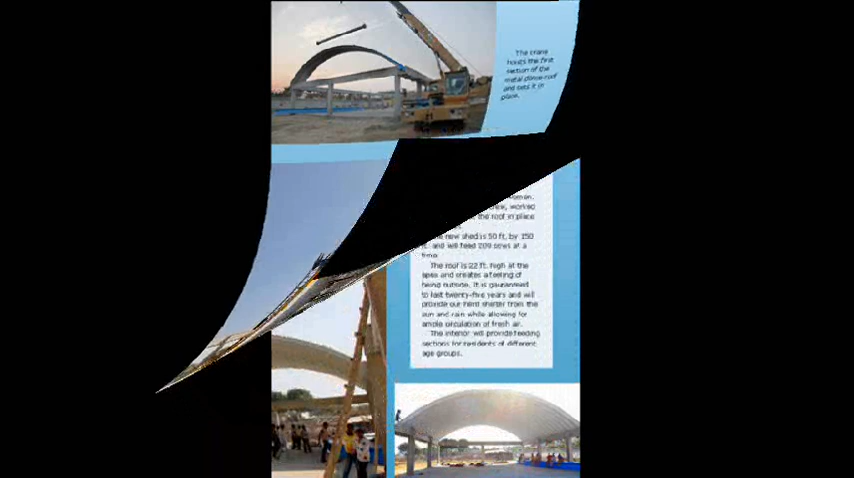 The crane
hoists the first
section of the
metal dome-roof
and sets it in
place.
women.
crew, worked
the roof in place
new shed is 50 ft. by 150
ft. and will feed 200 cows at a
time.
The roof is 22 ft. high at the
apex and creates a feeling of
being outside. It is guaranteed
to last twenty-five years and will
provide our herd shelter from the
sun and rain while allowing for
ample circulation of fresh air.
The interior will provide feeding
sections for residents of different
age groups.